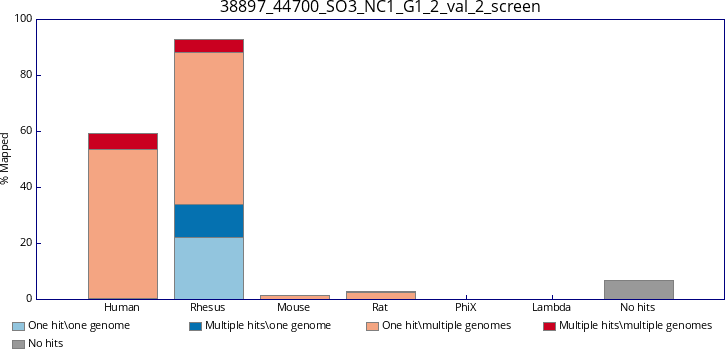 38897_44700_SO3_NC1_G1_2_val_2_screen
100
80
60
40
20
0
% Mapped
Human Rhesus Mouse Rat PhiX Lambda No hits
One hit\one genome Multiple hits\one genome One hit\multiple genomes Multiple hits\multiple genomes
No hits